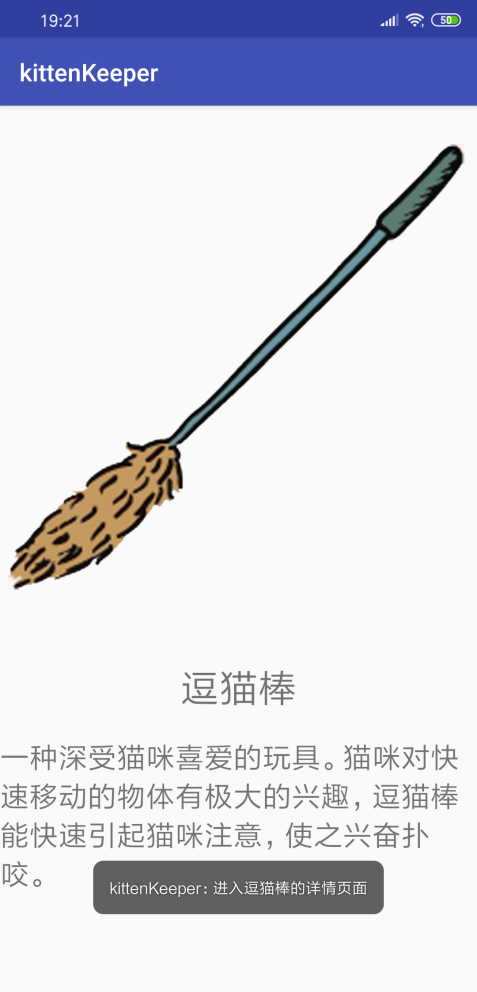 19:21
50
kittenKeeper
逗猫棒
一种深受猫咪喜爱的玩具。猫咪对快
速移动的物体有极大的兴趣，逗猫棒
能快速引起猫咪注意，使之兴奋扑
咬。
kittenKeeper：进入逗猫棒的详情页面